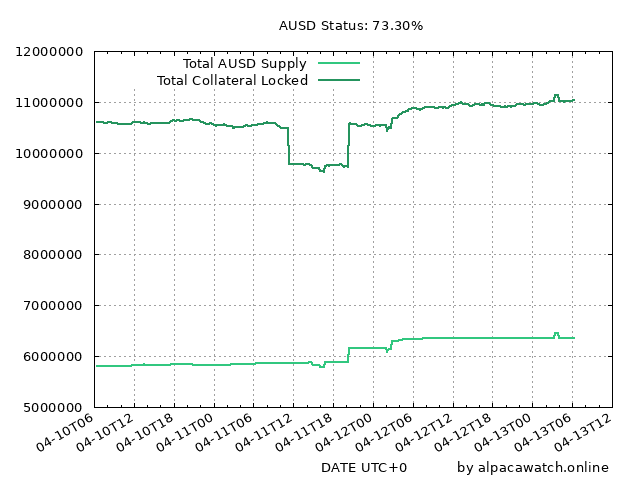 AUSD Status: 73.30%
12000000
11000000
10000000
9000000
8000000
7000000
6000000
5000000
Total AUSD Supply
Total Collateral Locked
04-10T06
04-10T12
04-10T18
04-11T00
04-11T06
04-11T12
04-11T18
04-12T00
04-12T06
04-12T12
04-12T18
04-13T00
04-13T06
04-13T12
DATE UTC+0
by alpacawatch.online